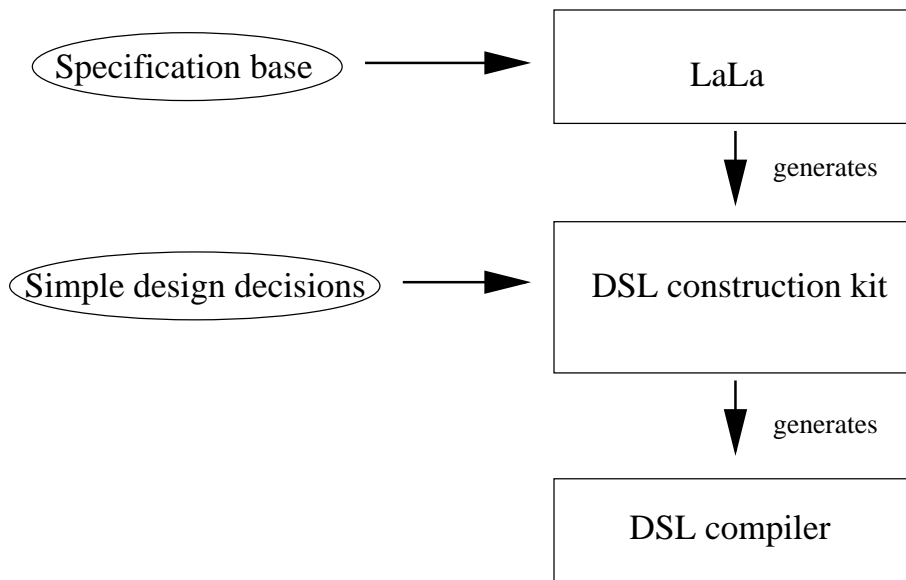 Specification base
LaLa
generates
Simple design decisions
DSL construction kit
generates
DSL compiler